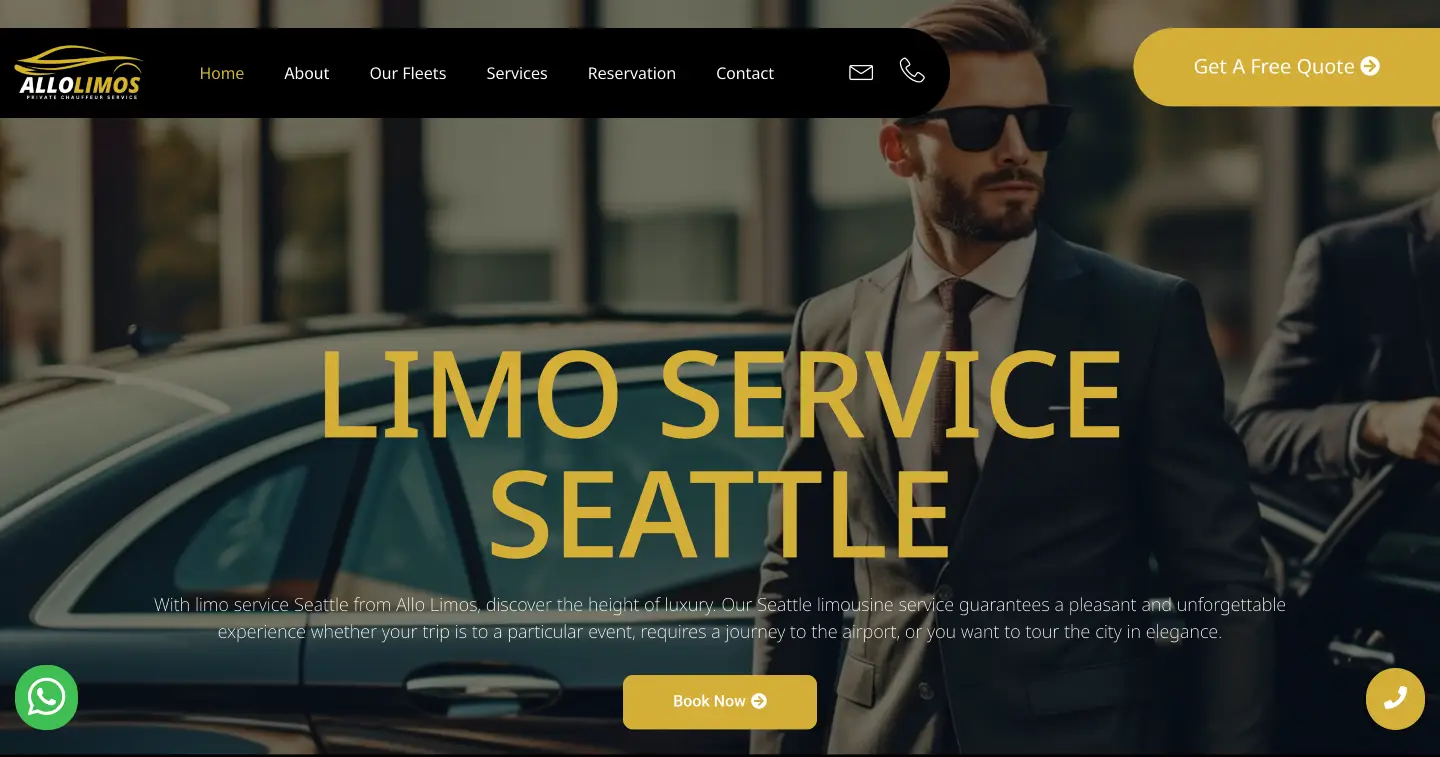 ALLOLIMOS
PRIVATE CHAUFFEUR SERVICE
Home About Our Fleets Services Reservation Contact
Get A Free Quote
LIMO SERVICE
SEATTLE
With limo service Seattle from Allo Limos, discover the height of luxury. Our Seattle limousine service guarantees a pleasant and unforgettable
experience whether your trip is to a particular event, requires a journey to the airport, or you want to tour the city in elegance.
Book Now